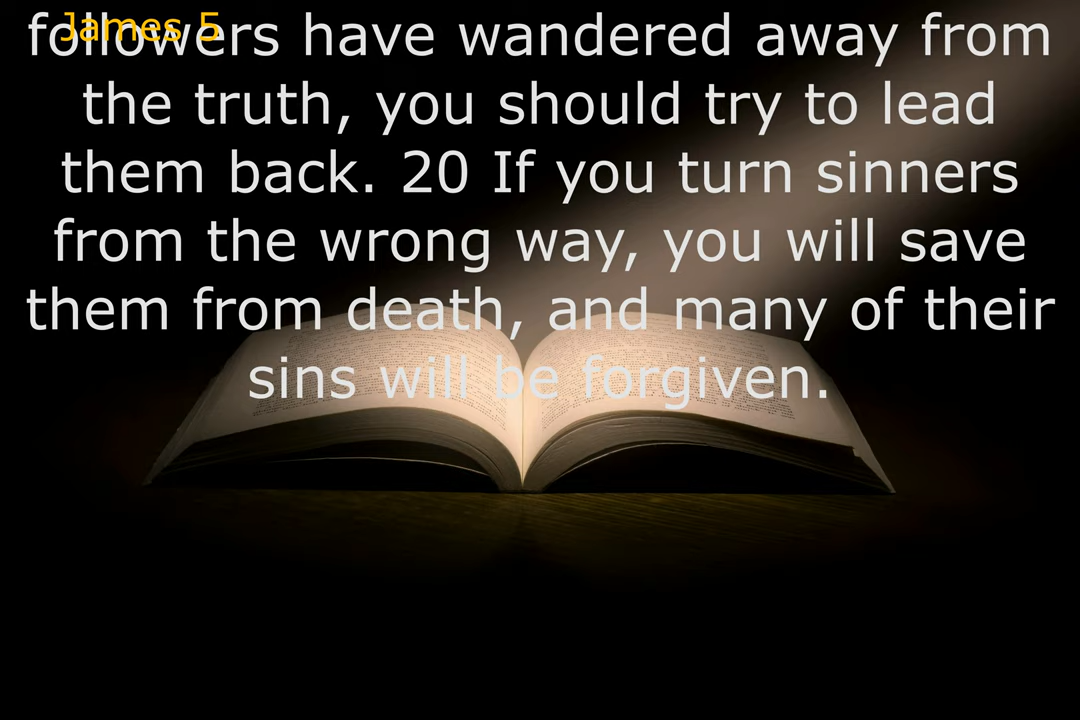 James 5
followers have wandered away from
the truth, you should try to lead
them back. 20 If you turn sinners
from the wrong way, you will save
them from death, and many of their
sins will be forgiven.